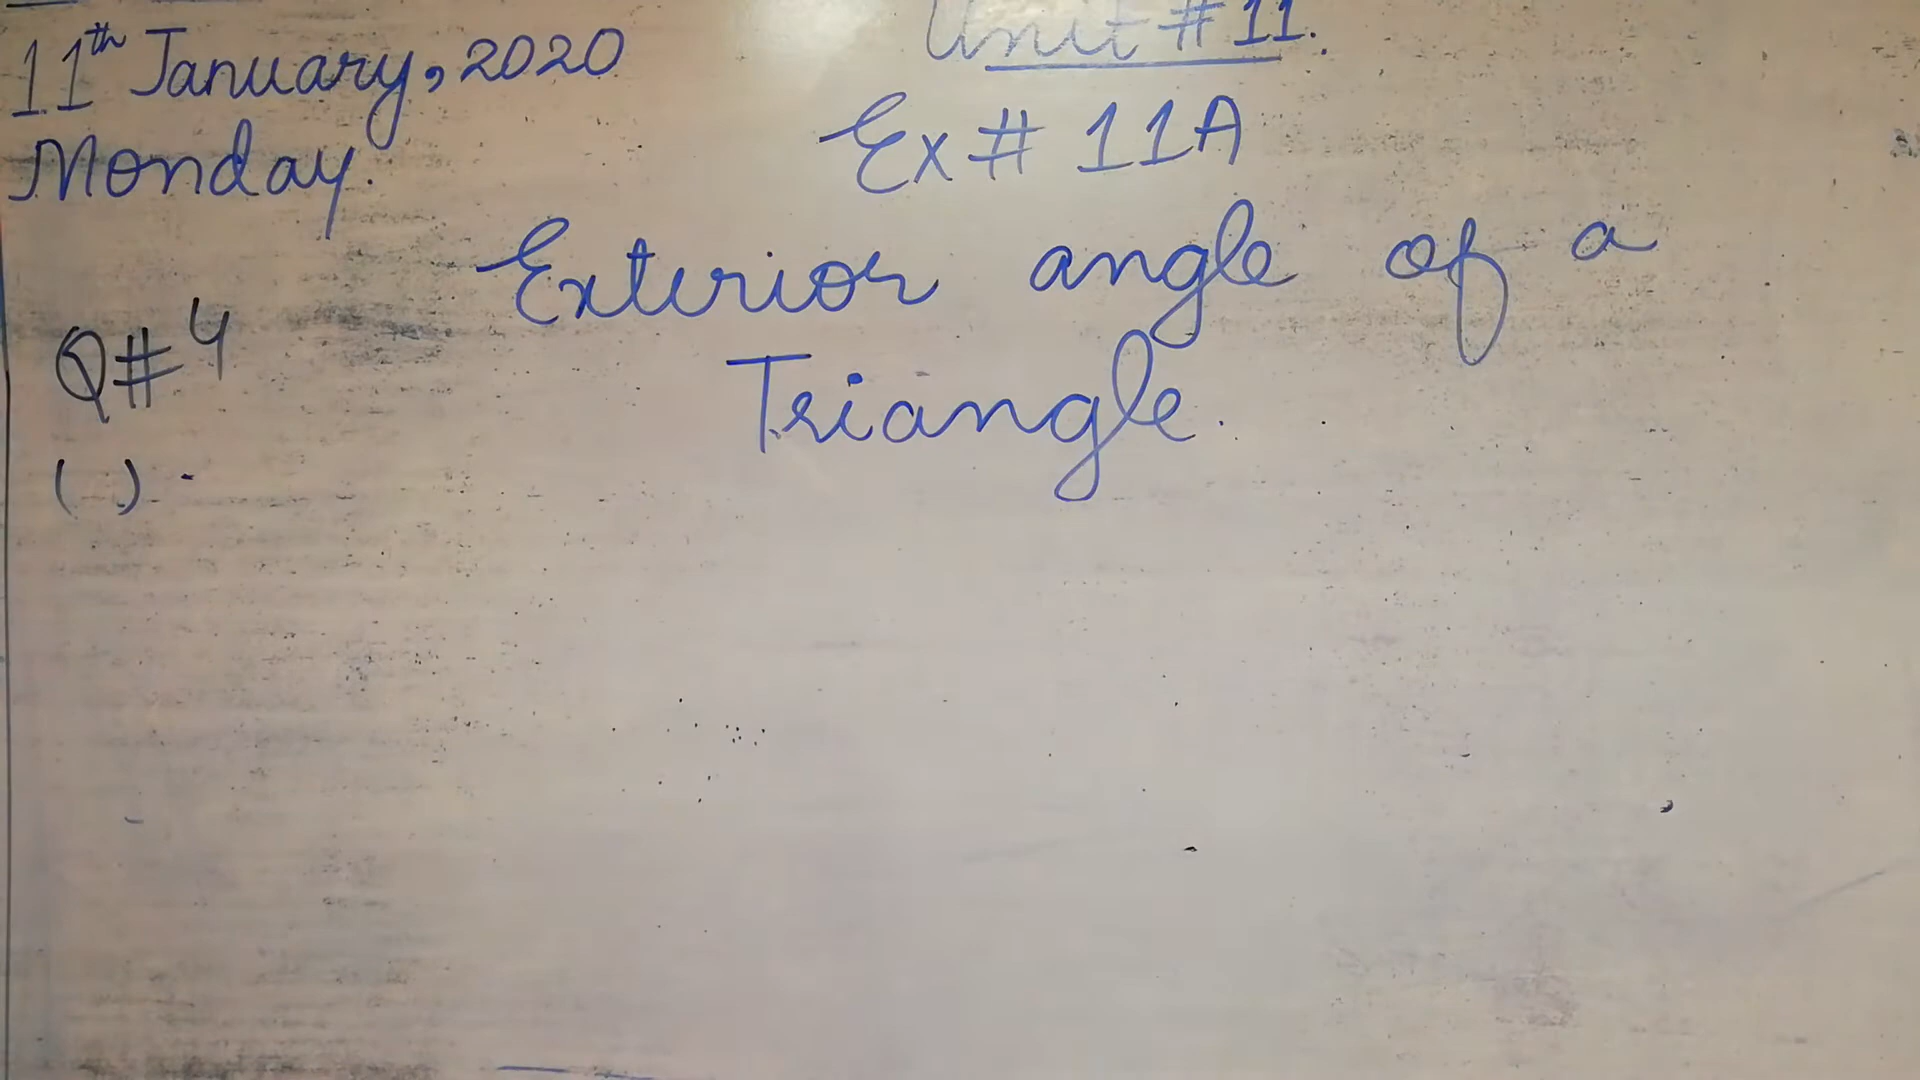 11th January, 2020
Monday.
Unit # 11.
Ex # 11A
Exterior angle of a
Triangle.
Q#4
( ).